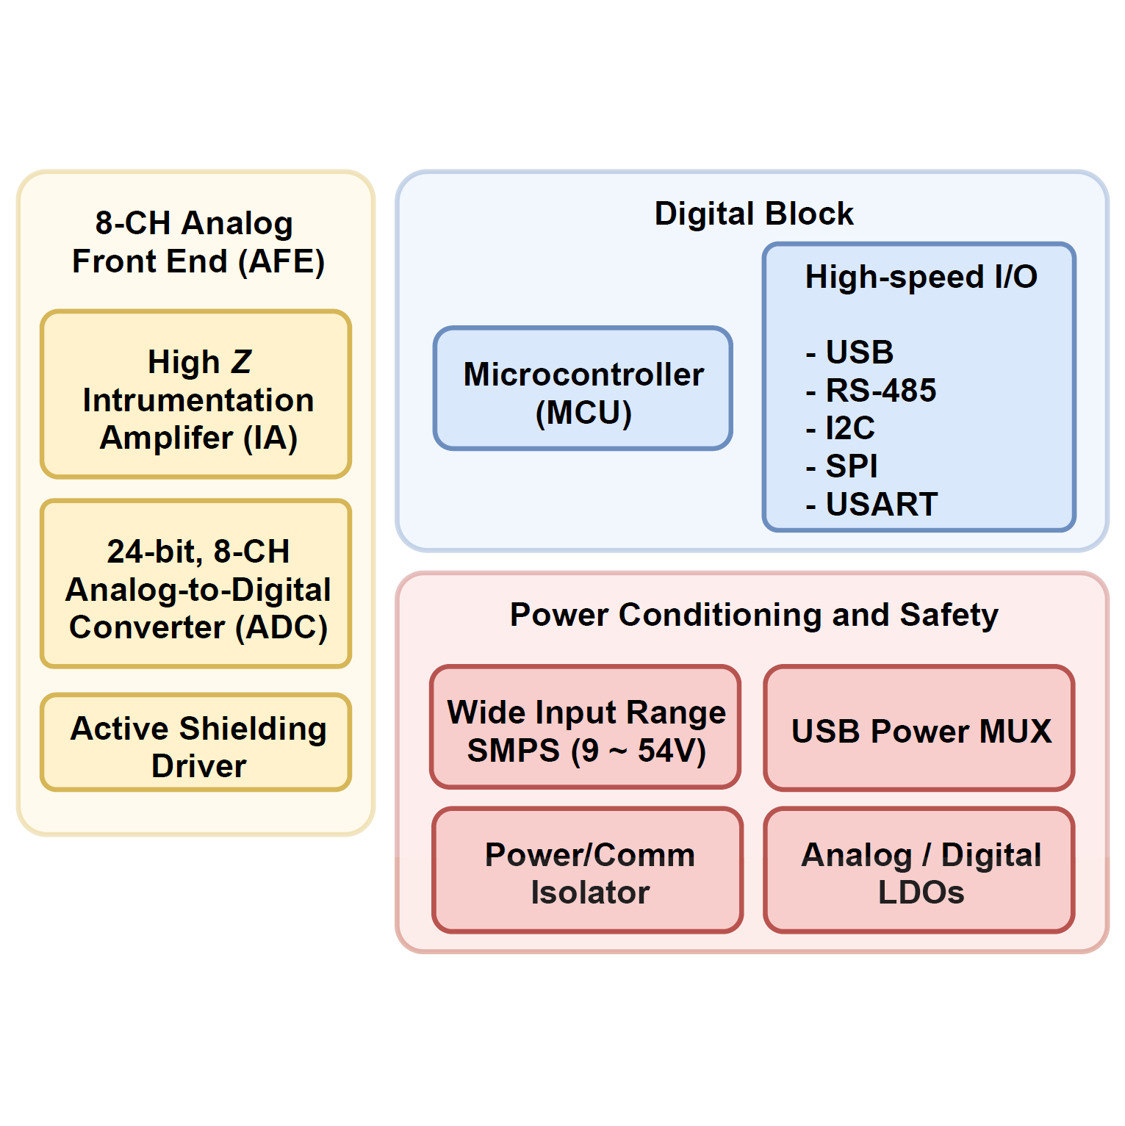 8-CH Analog
Front End (AFE)
High Z
Intrumentation
Amplifer (IA)
24-bit, 8-CH
Analog-to-Digital
Converter (ADC)
Active Shielding
Driver
Digital Block
Microcontroller
(MCU)
High-speed I/O
- USB
- RS-485
- I2C
- SPI
- USART
Power Conditioning and Safety
Wide Input Range
SMPS (9 ~ 54V)
USB Power MUX
Power/Comm
Isolator
Analog / Digital
LDOs